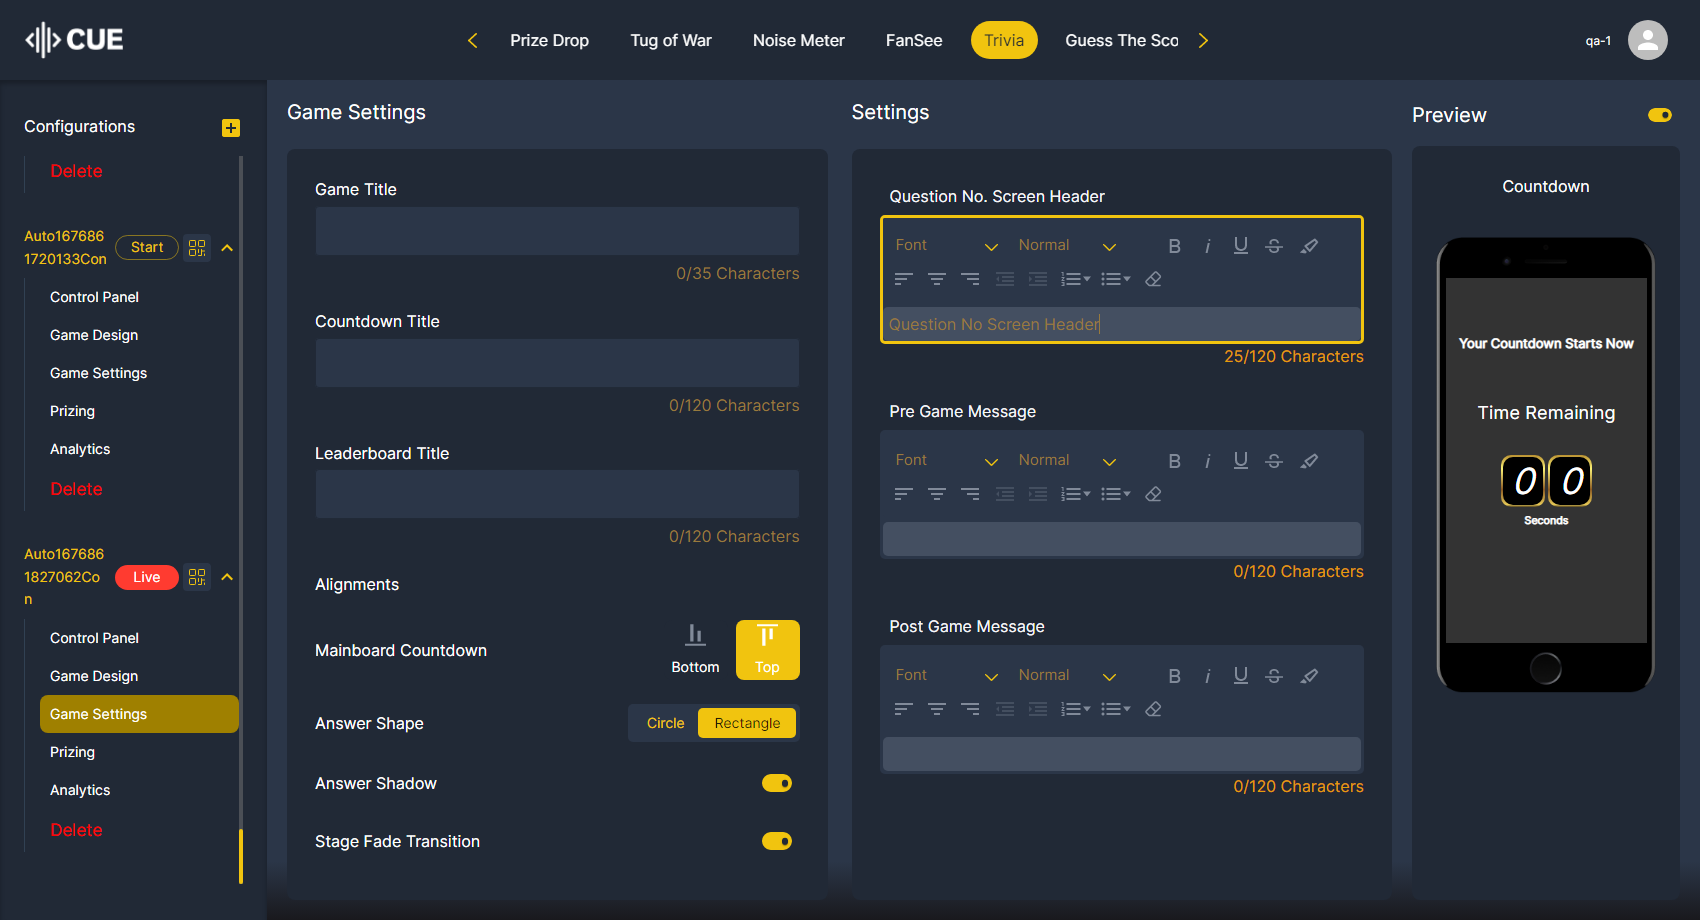 CUE
Prize Drop
Tug of War
Noise Meter
FanSee
Trivia
Guess The Sco
qa-1
Configurations
Delete
Auto167686
1720133Con
Start
Control Panel
Game Design
Game Settings
Prizing
Analytics
Delete
Auto167686
1827062Co
n
Live
Control Panel
Game Design
Game Settings
Prizing
Analytics
Delete
Game Settings
Game Title
0/35 Characters
Countdown Title
0/120 Characters
Leaderboard Title
0/120 Characters
Alignments
Mainboard Countdown
Bottom
Top
Answer Shape
Circle
Rectangle
Answer Shadow
Stage Fade Transition
Settings
Question No. Screen Header
Font
Normal
Question No Screen Header
25/120 Characters
Pre Game Message
Font
Normal
0/120 Characters
Post Game Message
Font
Normal
0/120 Characters
Preview
Countdown
Your Countdown Starts Now
Time Remaining
0 0
Seconds